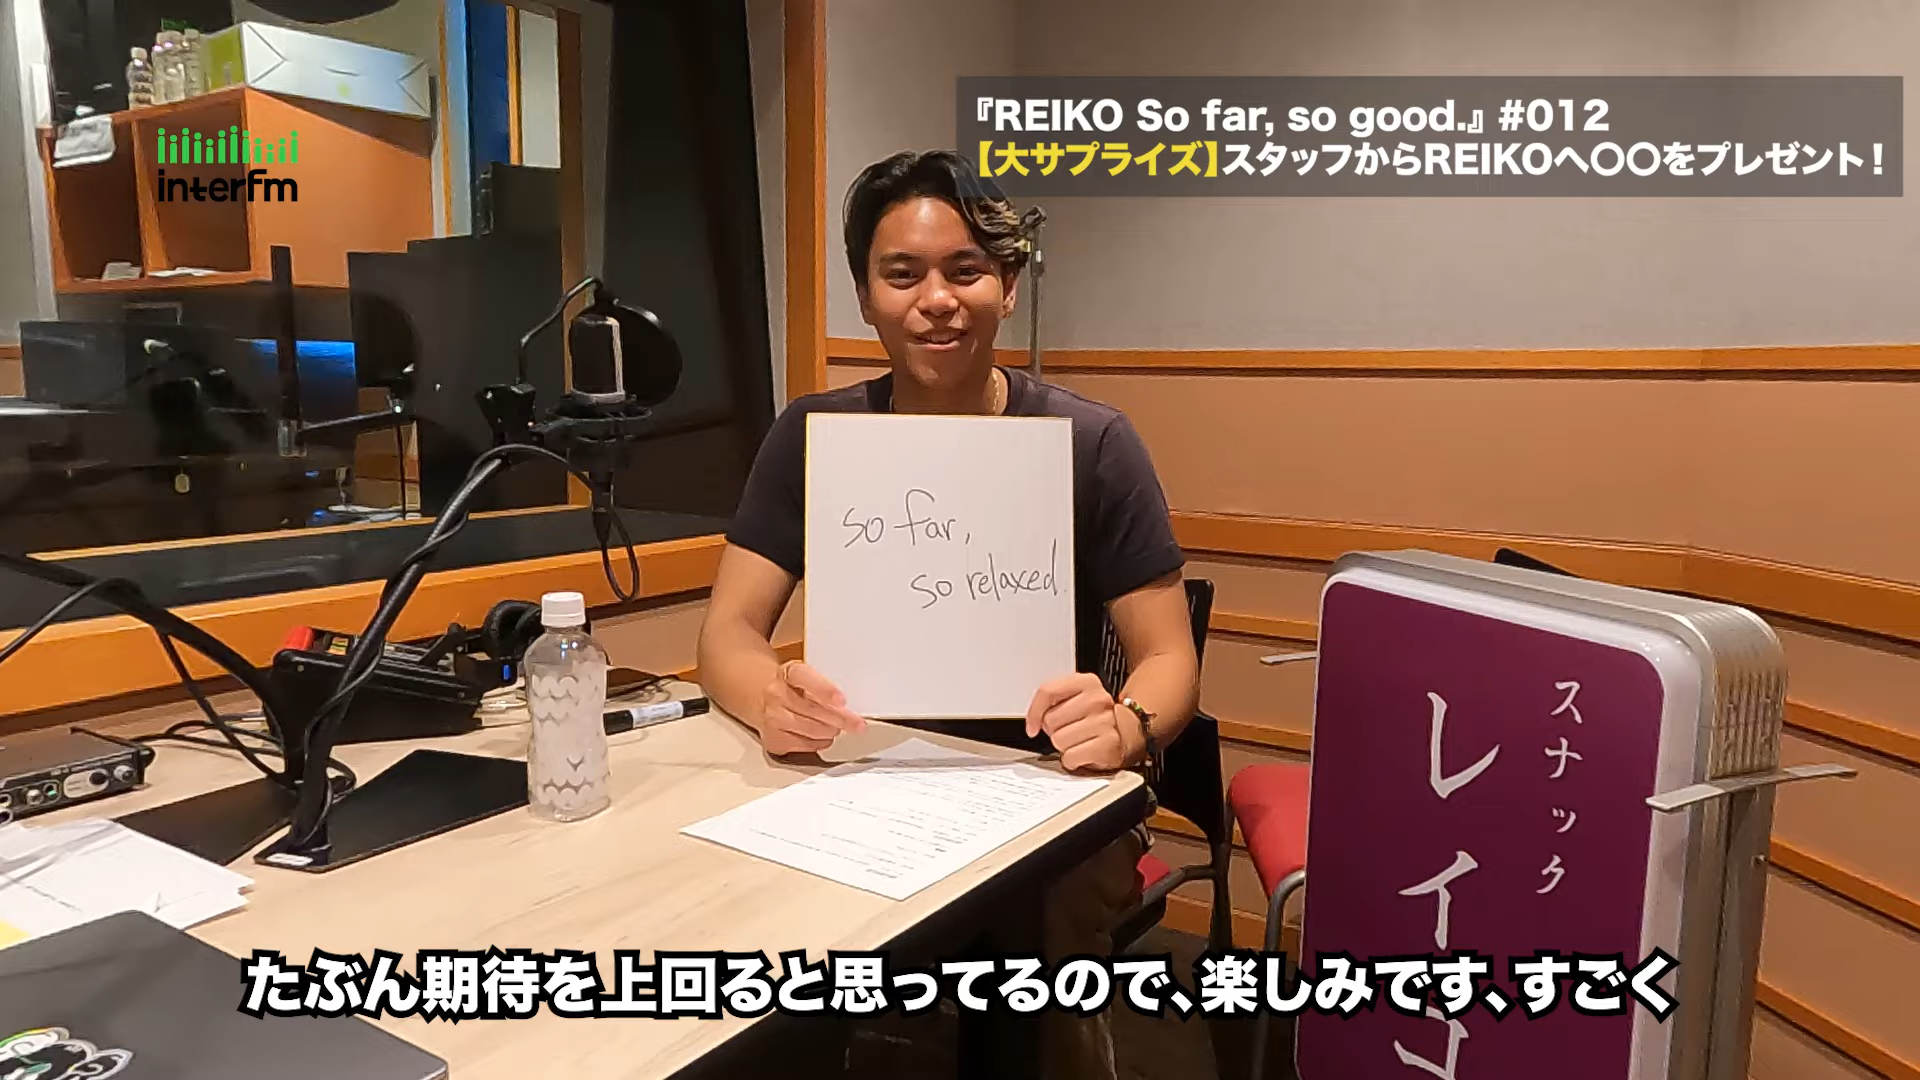 『REIKO So far, so good.』 #012
【大サプライズ】スタッフからREIKOへ〇〇をプレゼント！
interfm
so far,
so relaxed.
スナック
レイコ
たぶん期待を上回ると思ってるので、楽しみです、すごく